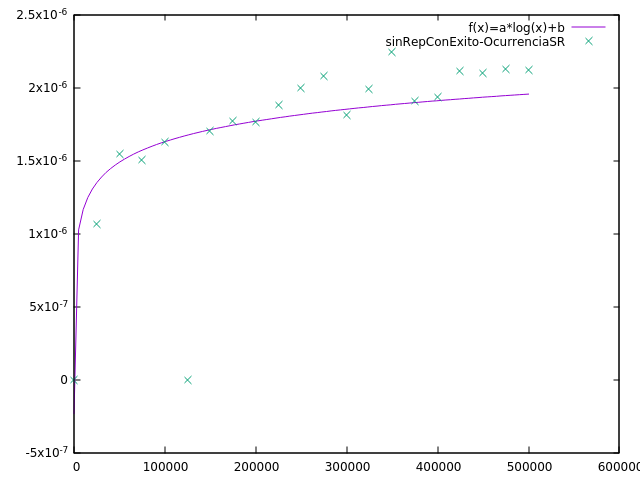 2.5x10-6
f(x)=a*log(x)+b
sinRepConExito-OcurrenciaSR
2x10-6
1.5x10-6
1x10-6
5x10-7
0
-5x10-7
0 100000 200000 300000 400000 500000 600000